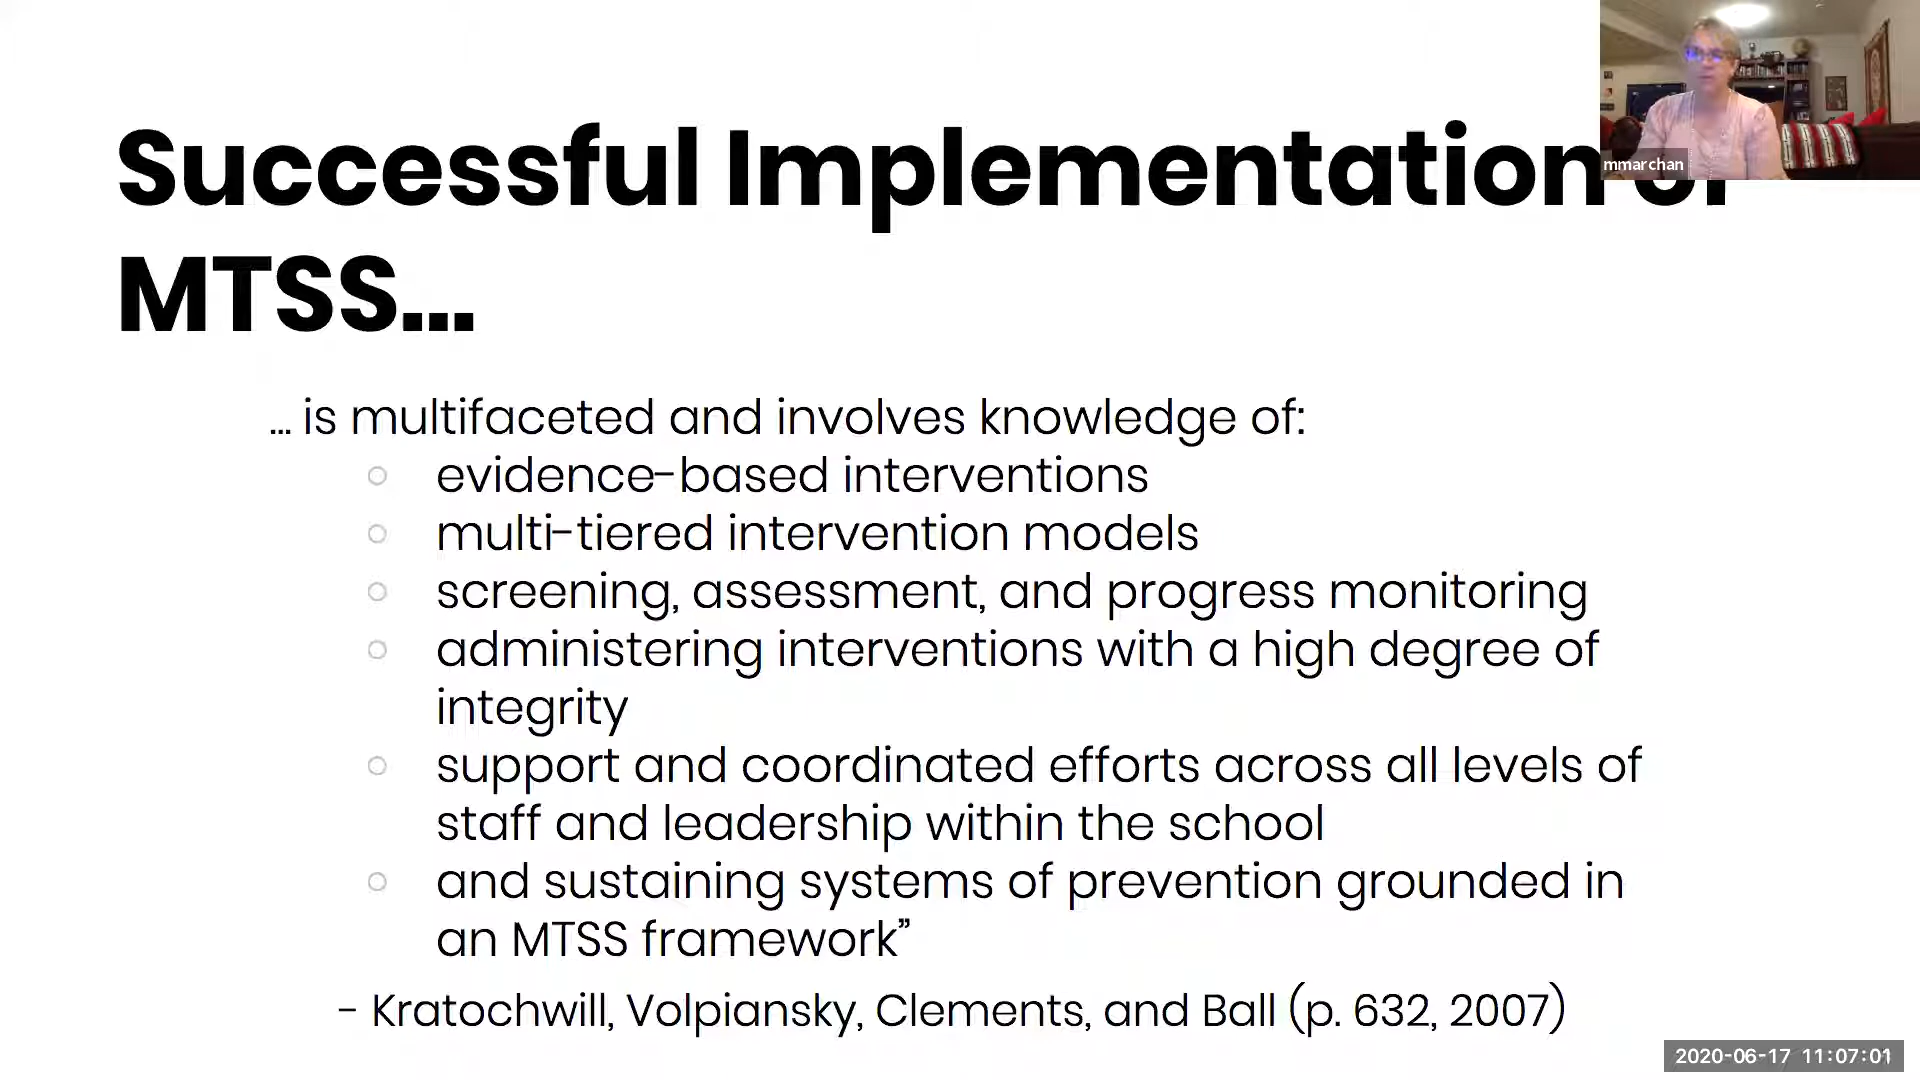 Successful Implementation of
MTSS...
... is multifaceted and involves knowledge of:
evidence-based interventions
multi-tiered intervention models
screening, assessment, and progress monitoring
administering interventions with a high degree of
integrity
support and coordinated efforts across all levels of
staff and leadership within the school
and sustaining systems of prevention grounded in
an MTSS framework”
- Kratochwill, Volpiansky, Clements, and Ball (p. 632, 2007)
mmarchan
2020-06-17 11:07:01